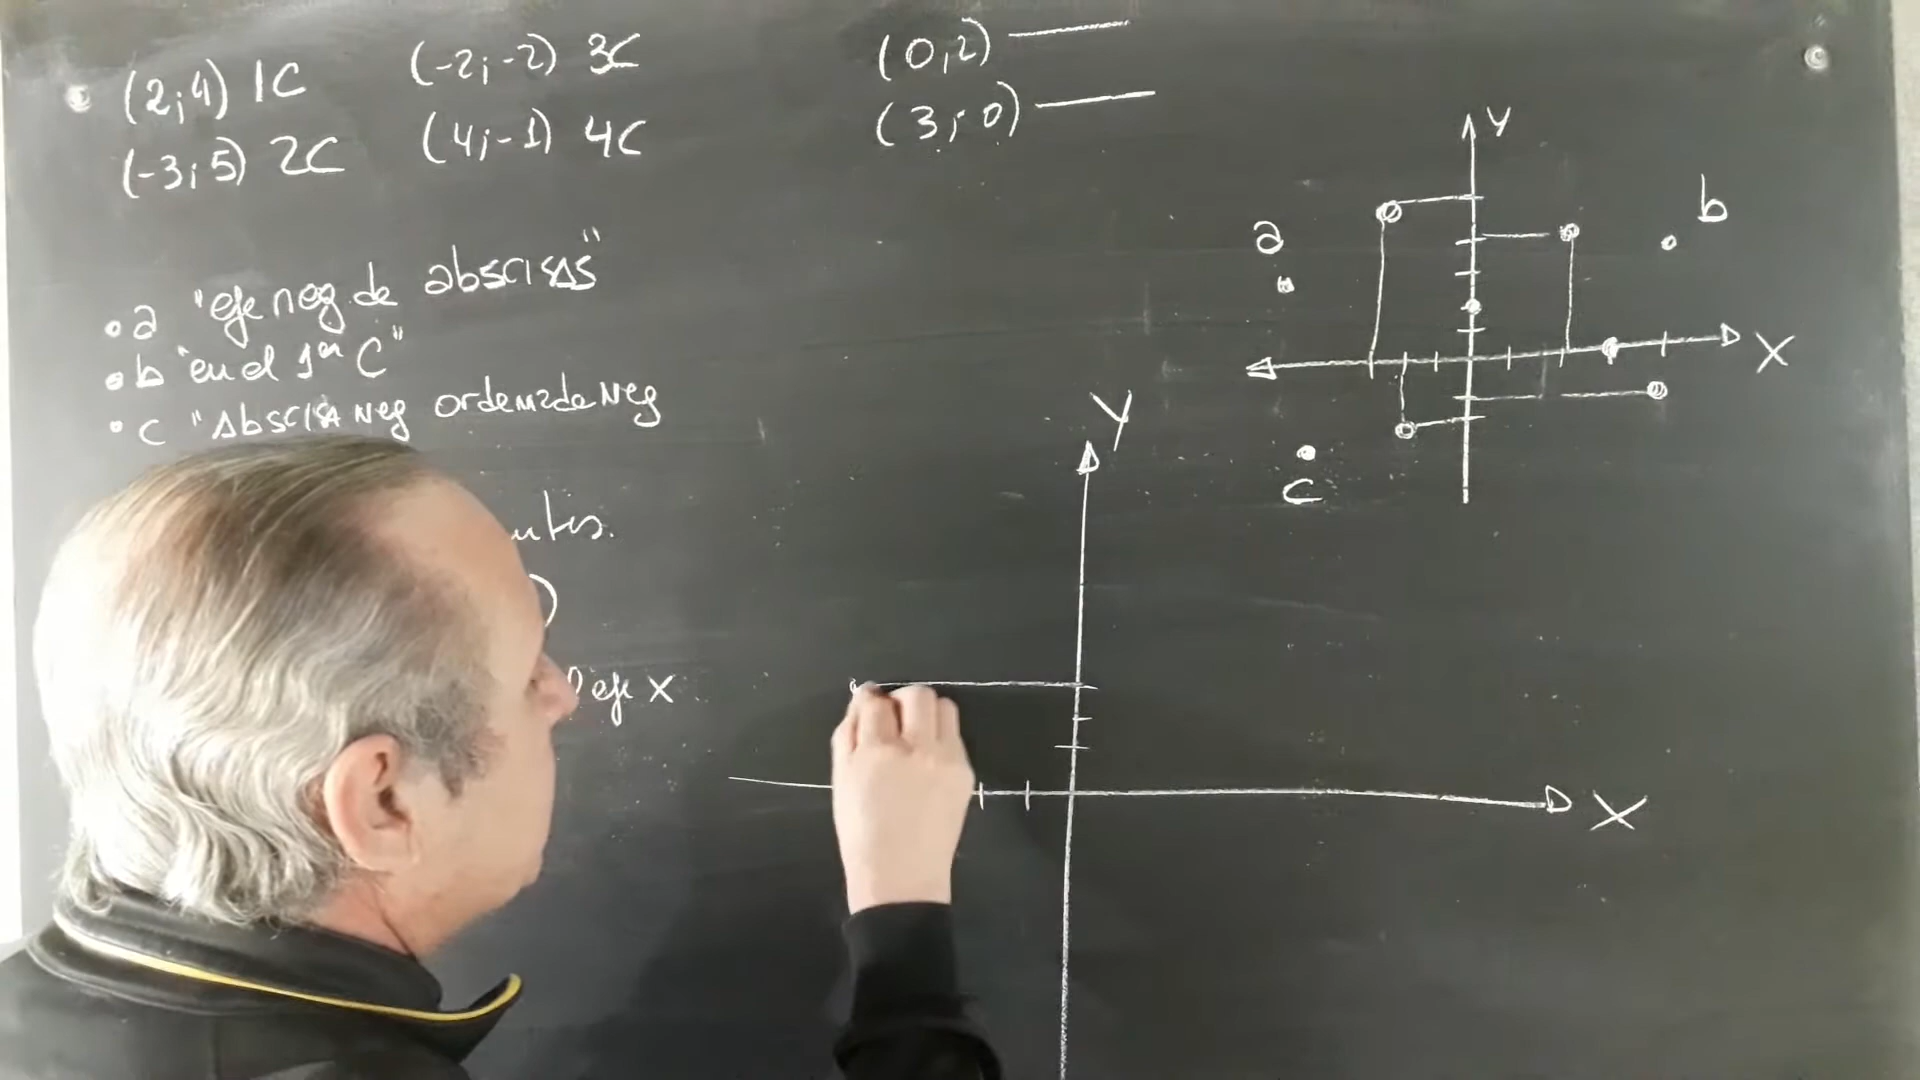 (2;4) 1C
(-3;5) 2C
(-2;-2) 3C
(4;-1) 4C
(0,2)
(3;0)
• a "eje neg de abscisas"
• b "en el 1er C"
• c "Abscisa Neg ordenada Neg
)
eje X
Y
X
a
b
c
Y
X